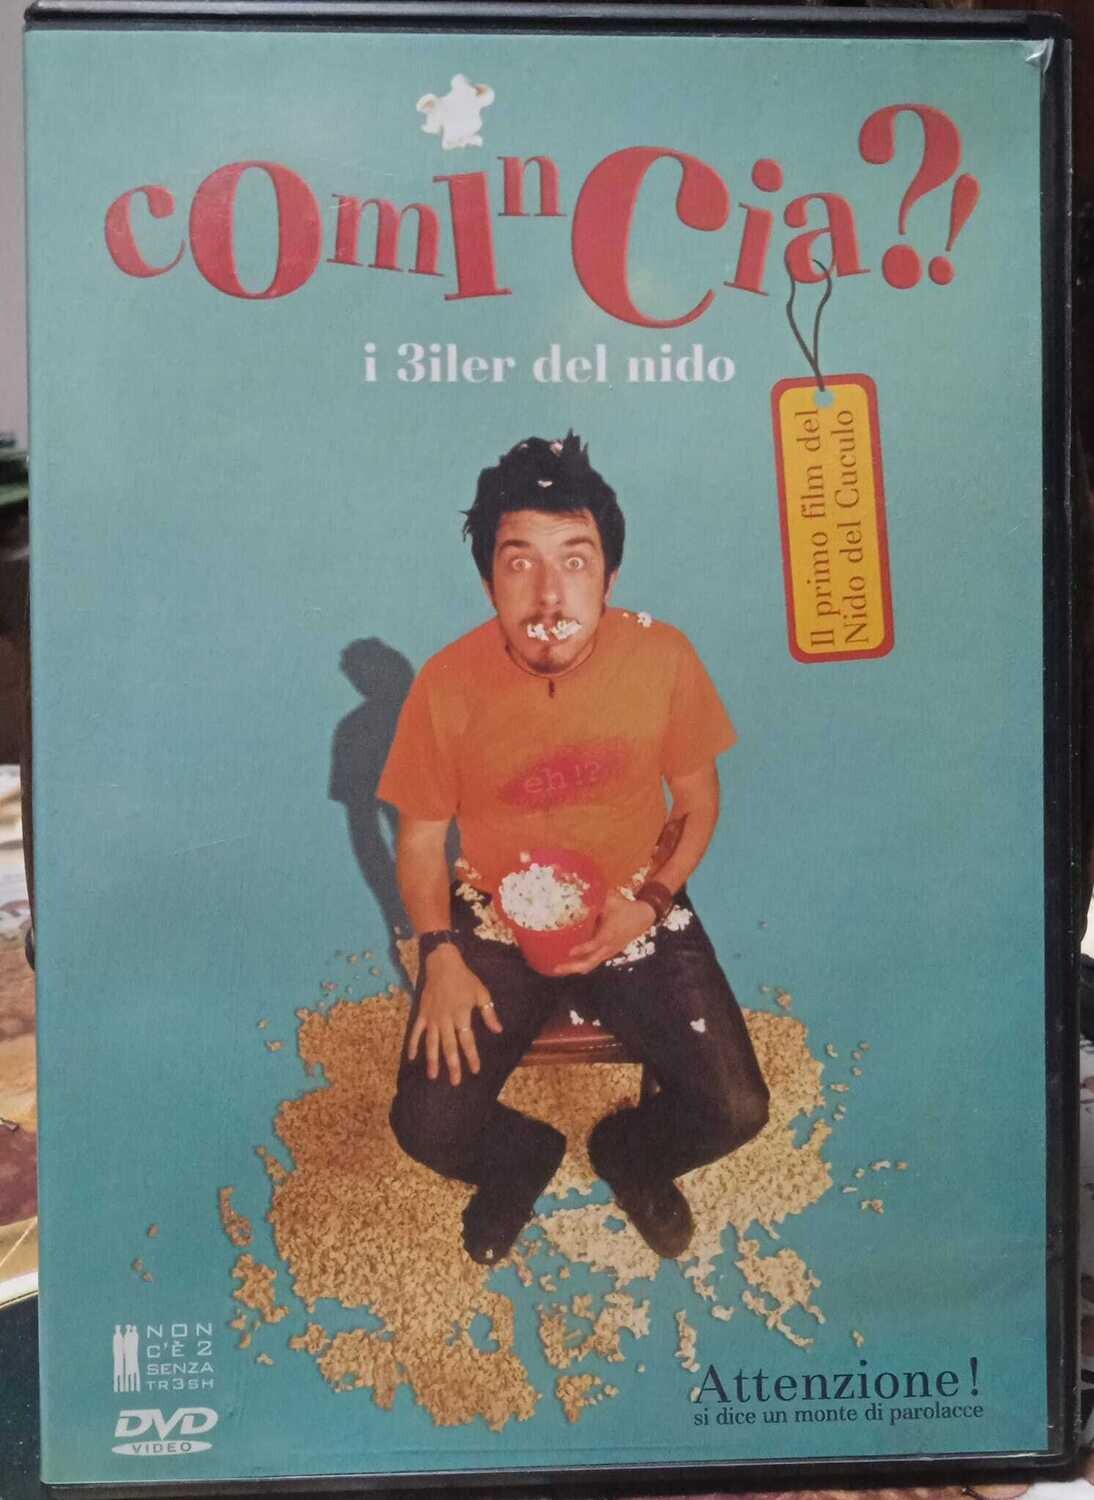 cOmInCia?!
i 3iler del nido
Il primo film del
Nido del Cuculo
eh!?
NON
C'È 2
SENZA
TR3SH
DVD
VIDEO
Attenzione!
si dice un monte di parolacce